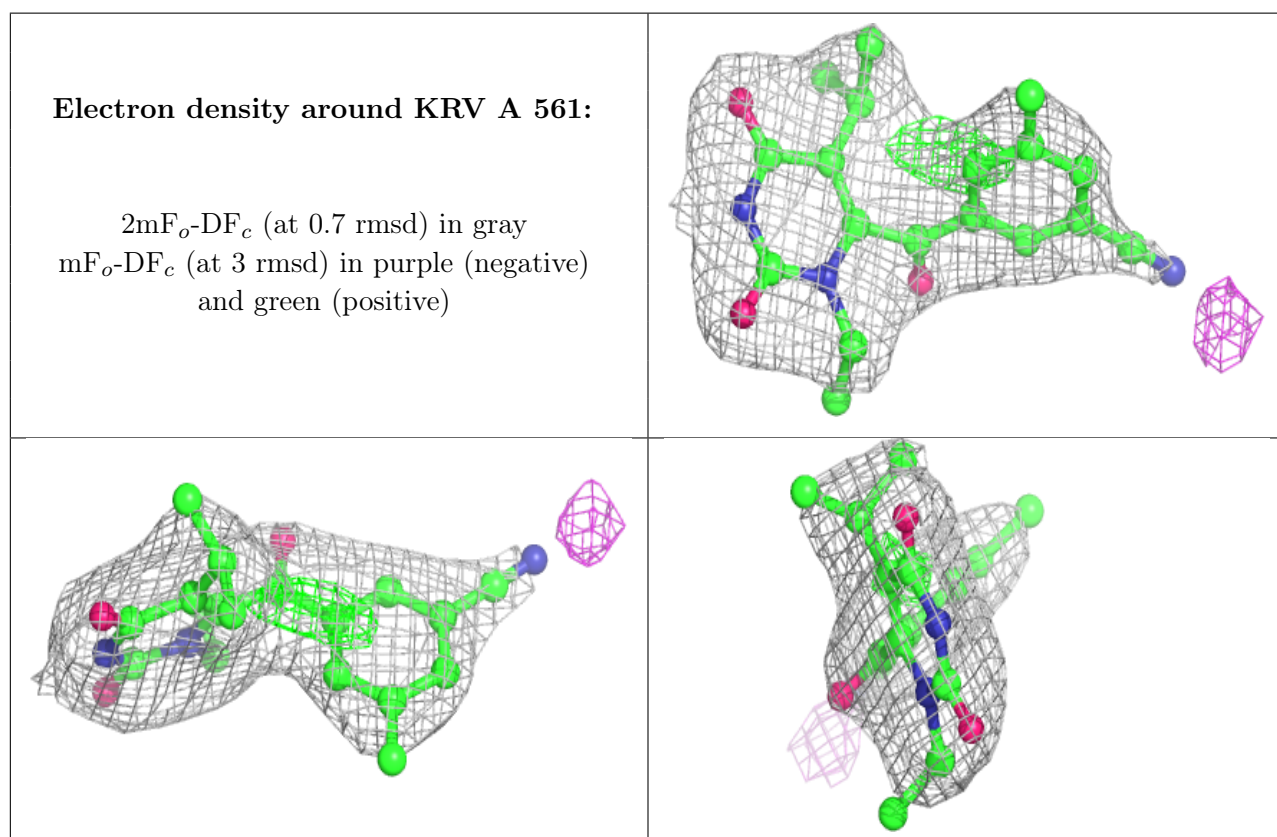 Electron density around KRV A 561:
2mFₒ-DF𝒸 (at 0.7 rmsd) in gray
mFₒ-DF𝒸 (at 3 rmsd) in purple (negative)
and green (positive)